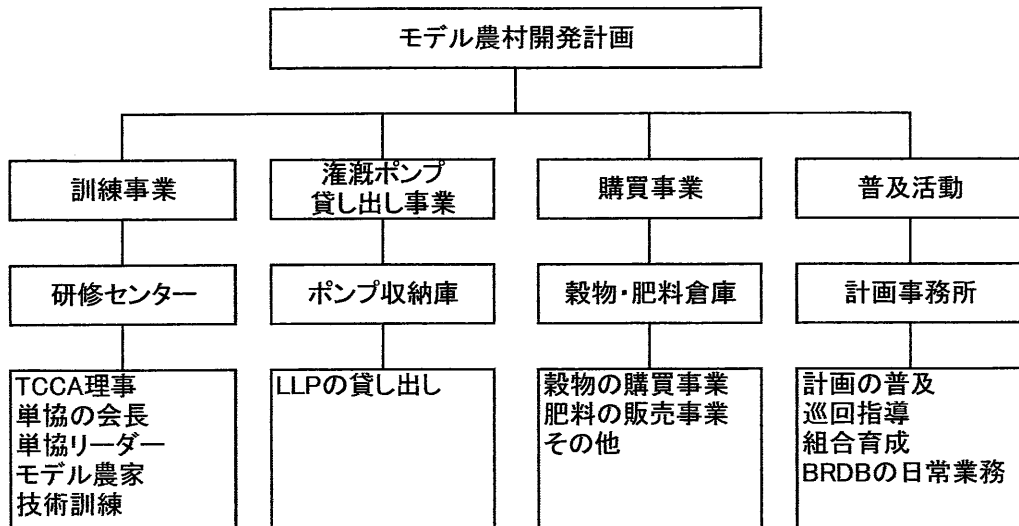 モデル農村開発計画
訓練事業
灌漑ポンプ
貸し出し事業
購買事業
普及活動
研修センター
ポンプ収納庫
穀物・肥料倉庫
計画事務所
TCCA理事
単協の会長
単協リーダー
モデル農家
技術訓練
LLPの貸し出し
穀物の購買事業
肥料の販売事業
その他
計画の普及
巡回指導
組合育成
BRDBの日常業務